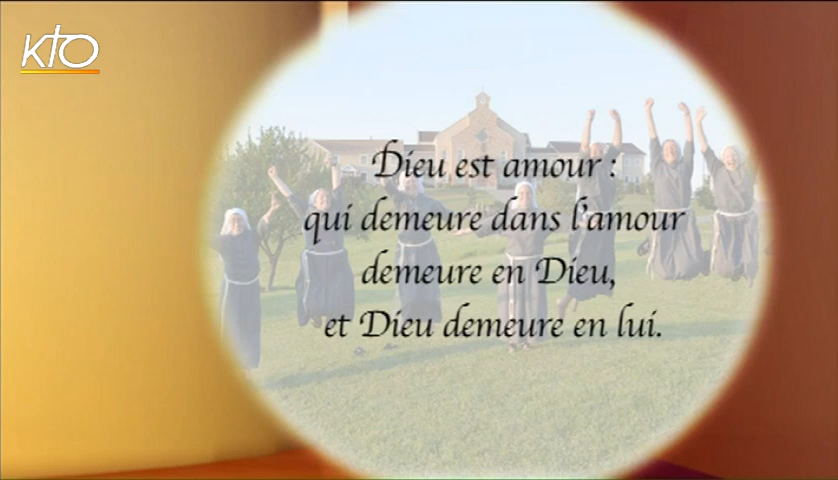 KTO
Dieu est amour :
qui demeure dans l'amour
demeure en Dieu,
et Dieu demeure en lui.